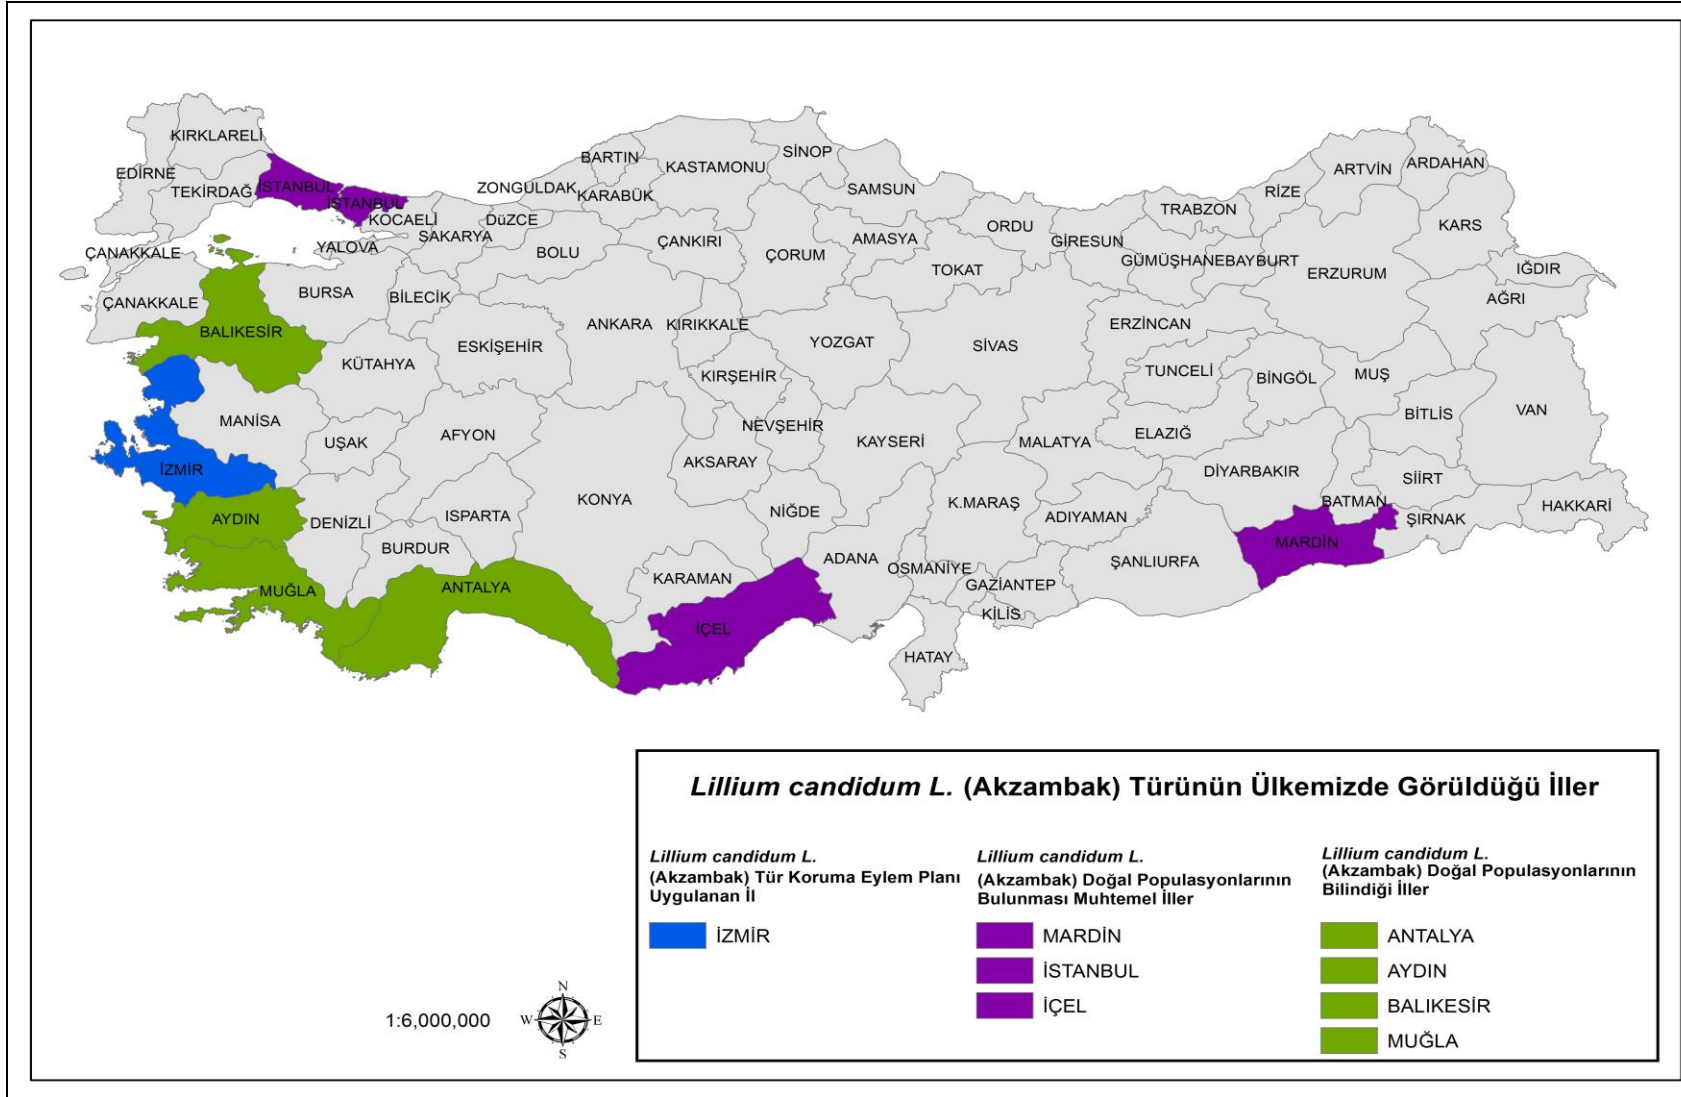 KIRKLARELİ
EDİRNE
TEKİRDAĞ
İSTANBUL
İSTANBUL
KOCAELİ
YALOVA
SAKARYA
DüZCE
ZONGULDAK
BARTIN
KARABÜK
KASTAMONU
SİNOP
SAMSUN
BOLU
ÇANKIRI
ÇORUM
AMASYA
TOKAT
ORDU
GİRESUN
TRABZON
RİZE
ARTVİN
ARDAHAN
KARS
GÜMÜŞHANE
BAYBURT
ERZURUM
IĞDIR
AĞRI
ÇANAKKALE
ÇANAKKALE
BALIKESİR
BURSA
BİLECİK
ESKİŞEHİR
KÜTAHYA
ANKARA
KIRIKKALE
YOZGAT
SİVAS
ERZİNCAN
TUNCELİ
BİNGÖL
MUŞ
BİTLİS
VAN
KIRŞEHİR
NEVŞEHİR
KAYSERİ
MALATYA
ELAZIĞ
DİYARBAKIR
MANİSA
UŞAK
AFYON
İZMİR
AKSARAY
KONYA
NİĞDE
K.MARAŞ
ADIYAMAN
BATMAN
SİİRT
ŞIRNAK
HAKKARİ
MARDİN
AYDIN
DENİZLİ
ISPARTA
BURDUR
MUĞLA
ANTALYA
KARAMAN
İÇEL
ADANA
OSMANİYE
GAZİANTEP
KİLİS
ŞANLIURFA
HATAY
Lillium candidum L. (Akzambak) Türünün Ülkemizde Görüldüğü İller
Lillium candidum L.
(Akzambak) Tür Koruma Eylem Planı
Uygulanan İl
İZMİR
Lillium candidum L.
(Akzambak) Doğal Populasyonlarının
Bulunması Muhtemel İller
MARDİN
İSTANBUL
İÇEL
Lillium candidum L.
(Akzambak) Doğal Populasyonlarının
Bilindiği İller
ANTALYA
AYDIN
BALIKESİR
MUĞLA
1:6,000,000
N
W
E
S